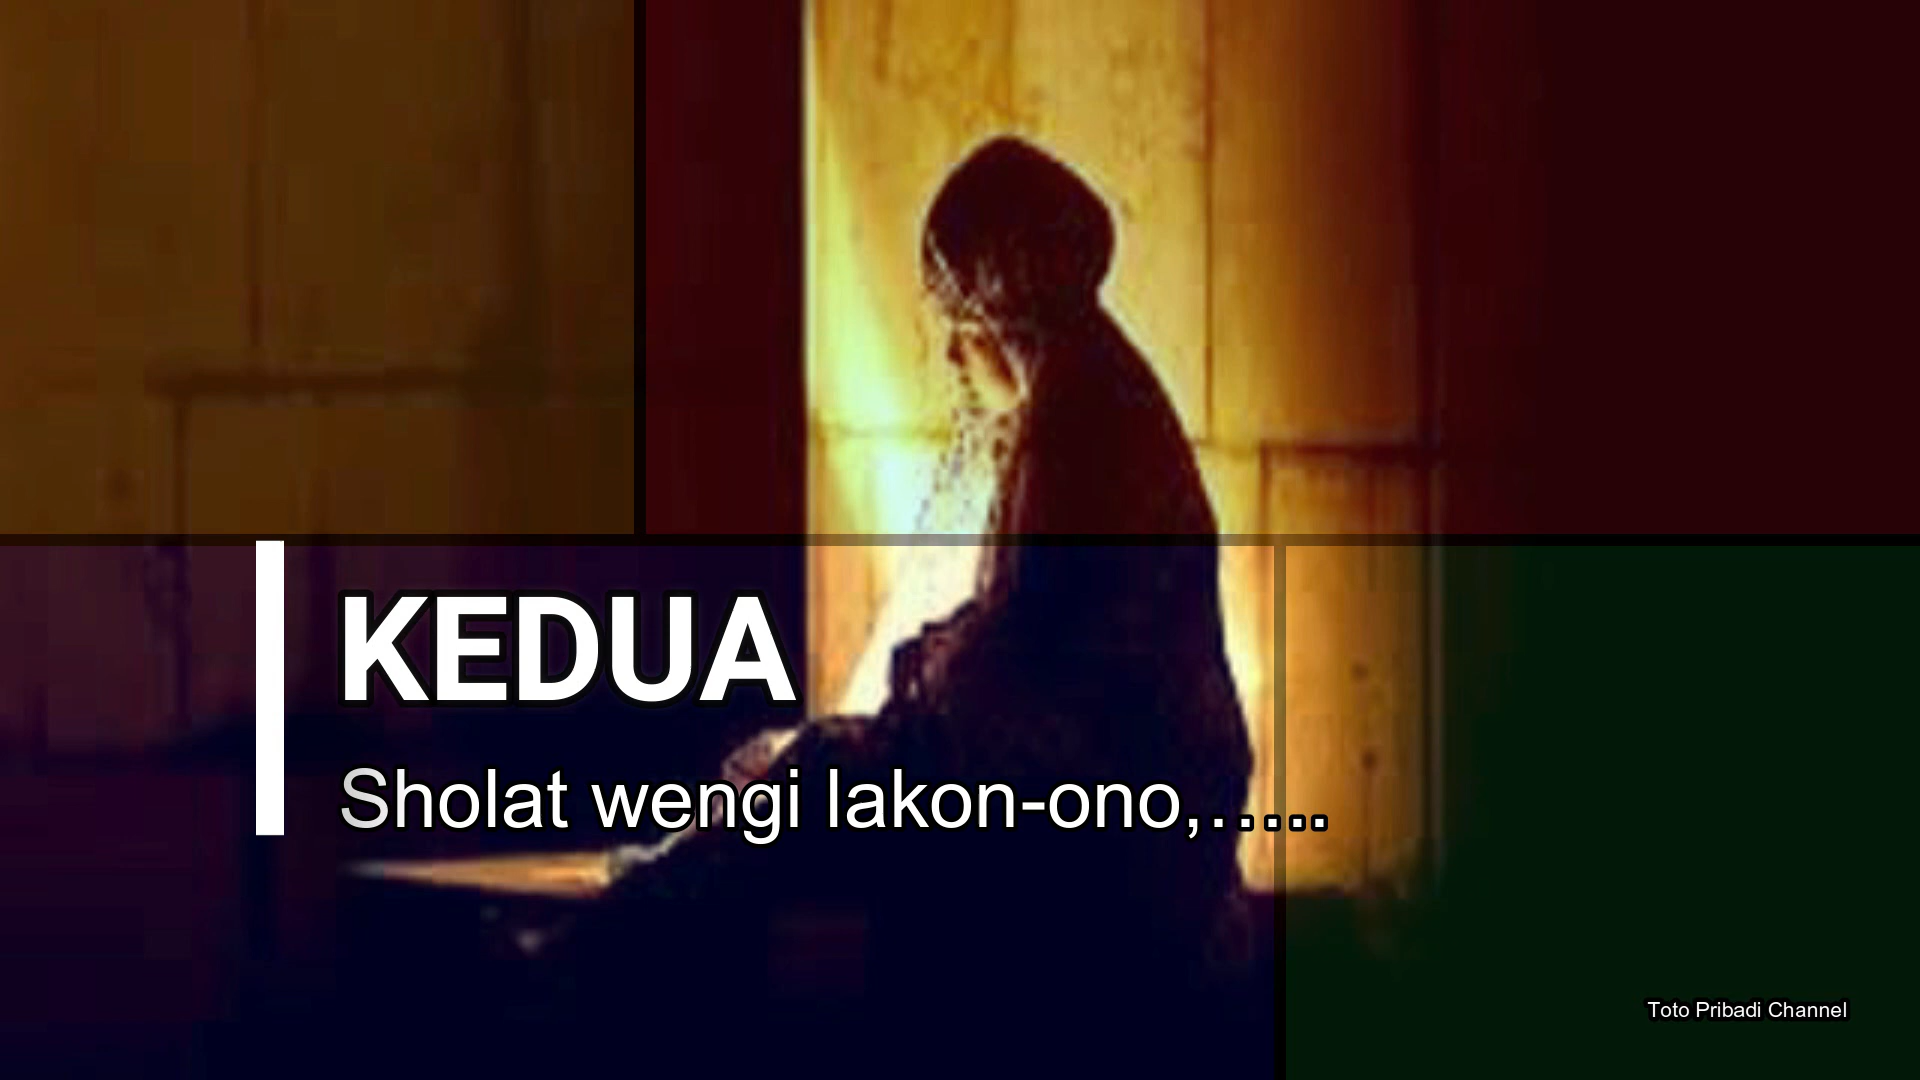 KEDUA
Sholat wengi lakon-ono,.....
Toto Pribadi Channel